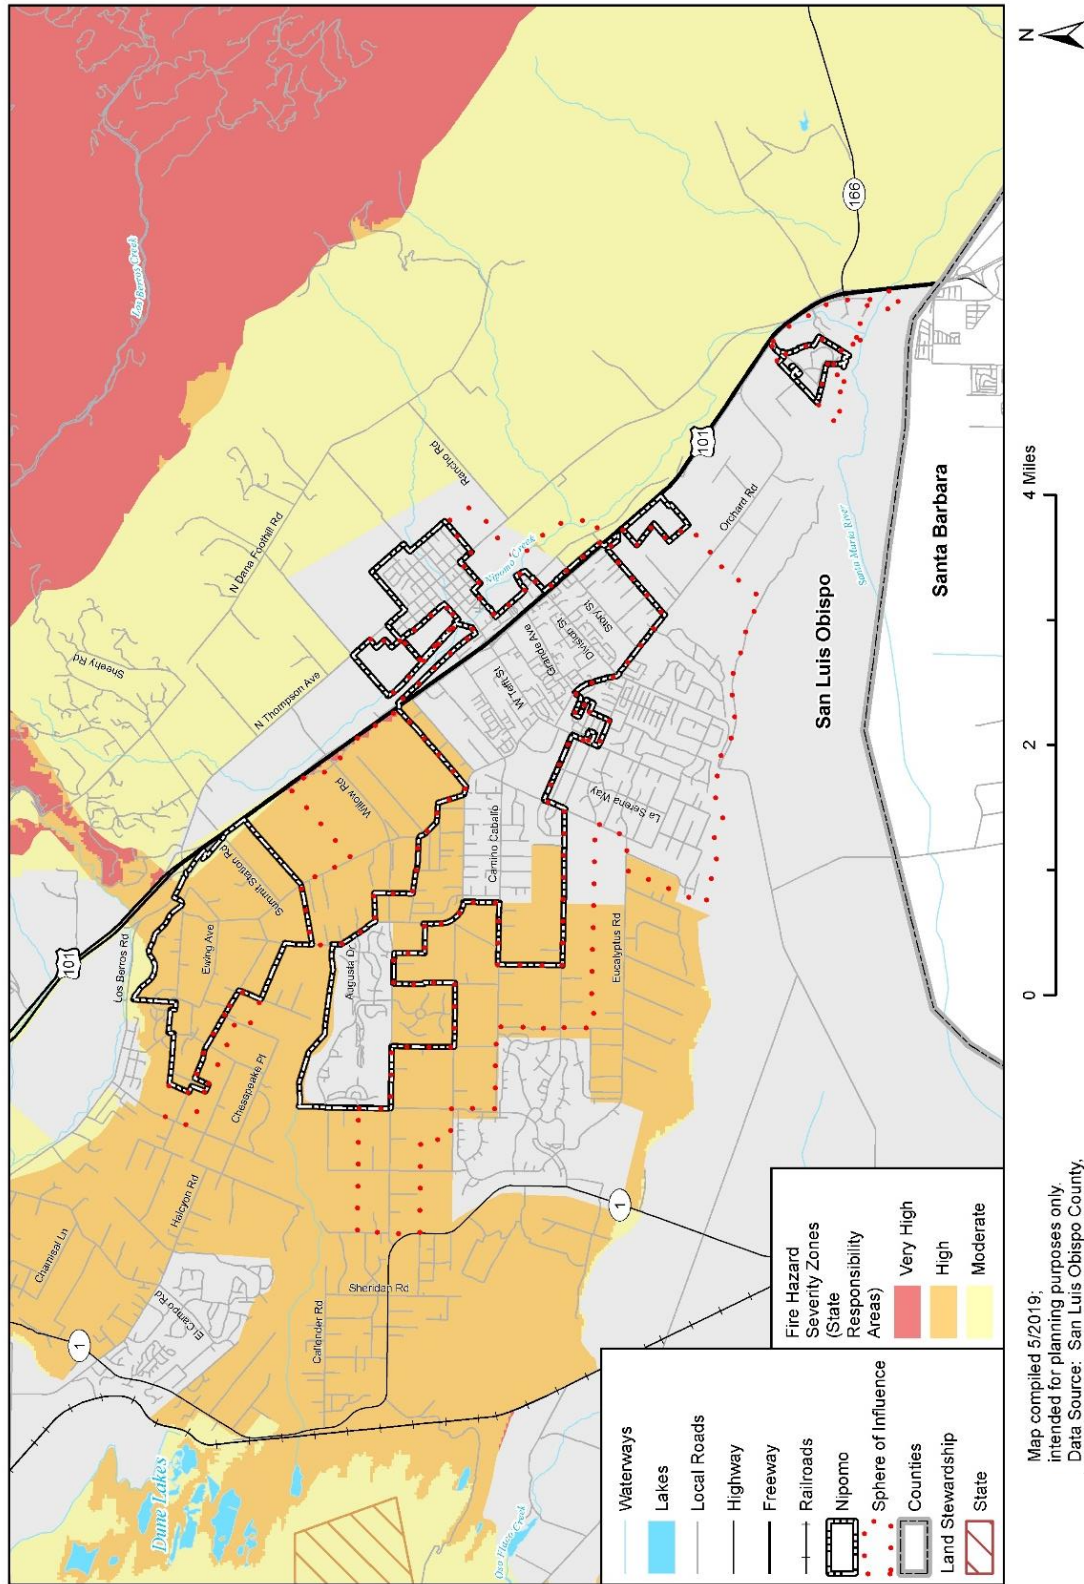 N
Los Berros Creek
101
Los Berros Rd
Sheehy Rd
N Dana Foothill Rd
N Thompson Ave
Rancho Rd
Nipomo Creek
166
Chamisal Ln
Halcyon Rd
Chesapeake Pl
Ewing Ave
Summit Station Rd
Willow Rd
1
El Campo Rd
Dune Lakes
Callender Rd
Sheridan Rd
Augusta Dr
Camino Caballo
W Tefft St
Grande Ave
Division St
Story St
101
Orchard Rd
La Serena Way
Eucalyptus Rd
1
Oso Flaco Creek
Santa Maria River
San Luis Obispo
Santa Barbara
Waterways
Lakes
Local Roads
Highway
Freeway
Railroads
Nipomo
Sphere of Influence
Counties
Land Stewardship
State
Fire Hazard
Severity Zones
(State
Responsibility
Areas)
Very High
High
Moderate
0 1 2 4 Miles
Map compiled 5/2019;
intended for planning purposes only.
Data Source: San Luis Obispo County,